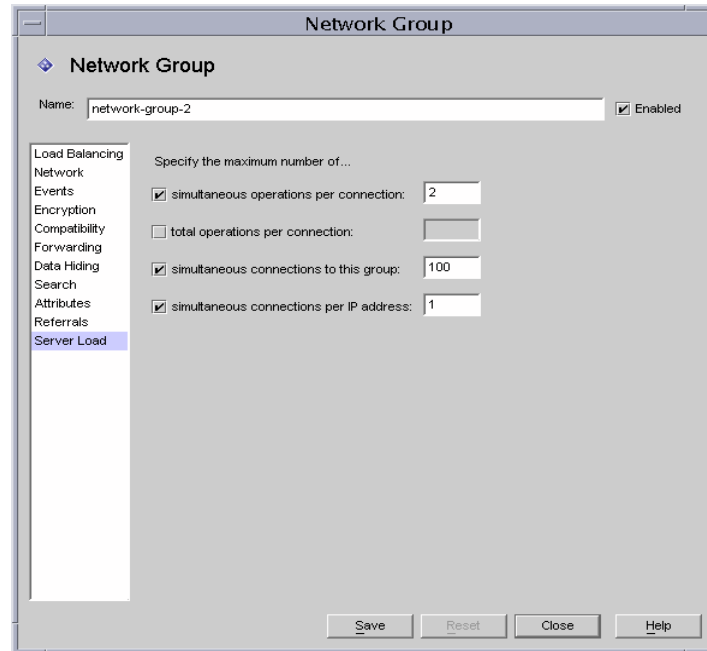 Network Group
Network Group
Name: network-group-2 Enabled
Load Balancing
Network
Events
Encryption
Compatibility
Forwarding
Data Hiding
Search
Attributes
Referrals
Server Load
Specify the maximum number of...
simultaneous operations per connection: 2
total operations per connection:
simultaneous connections to this group: 100
simultaneous connections per IP address: 1
Save Reset Close Help